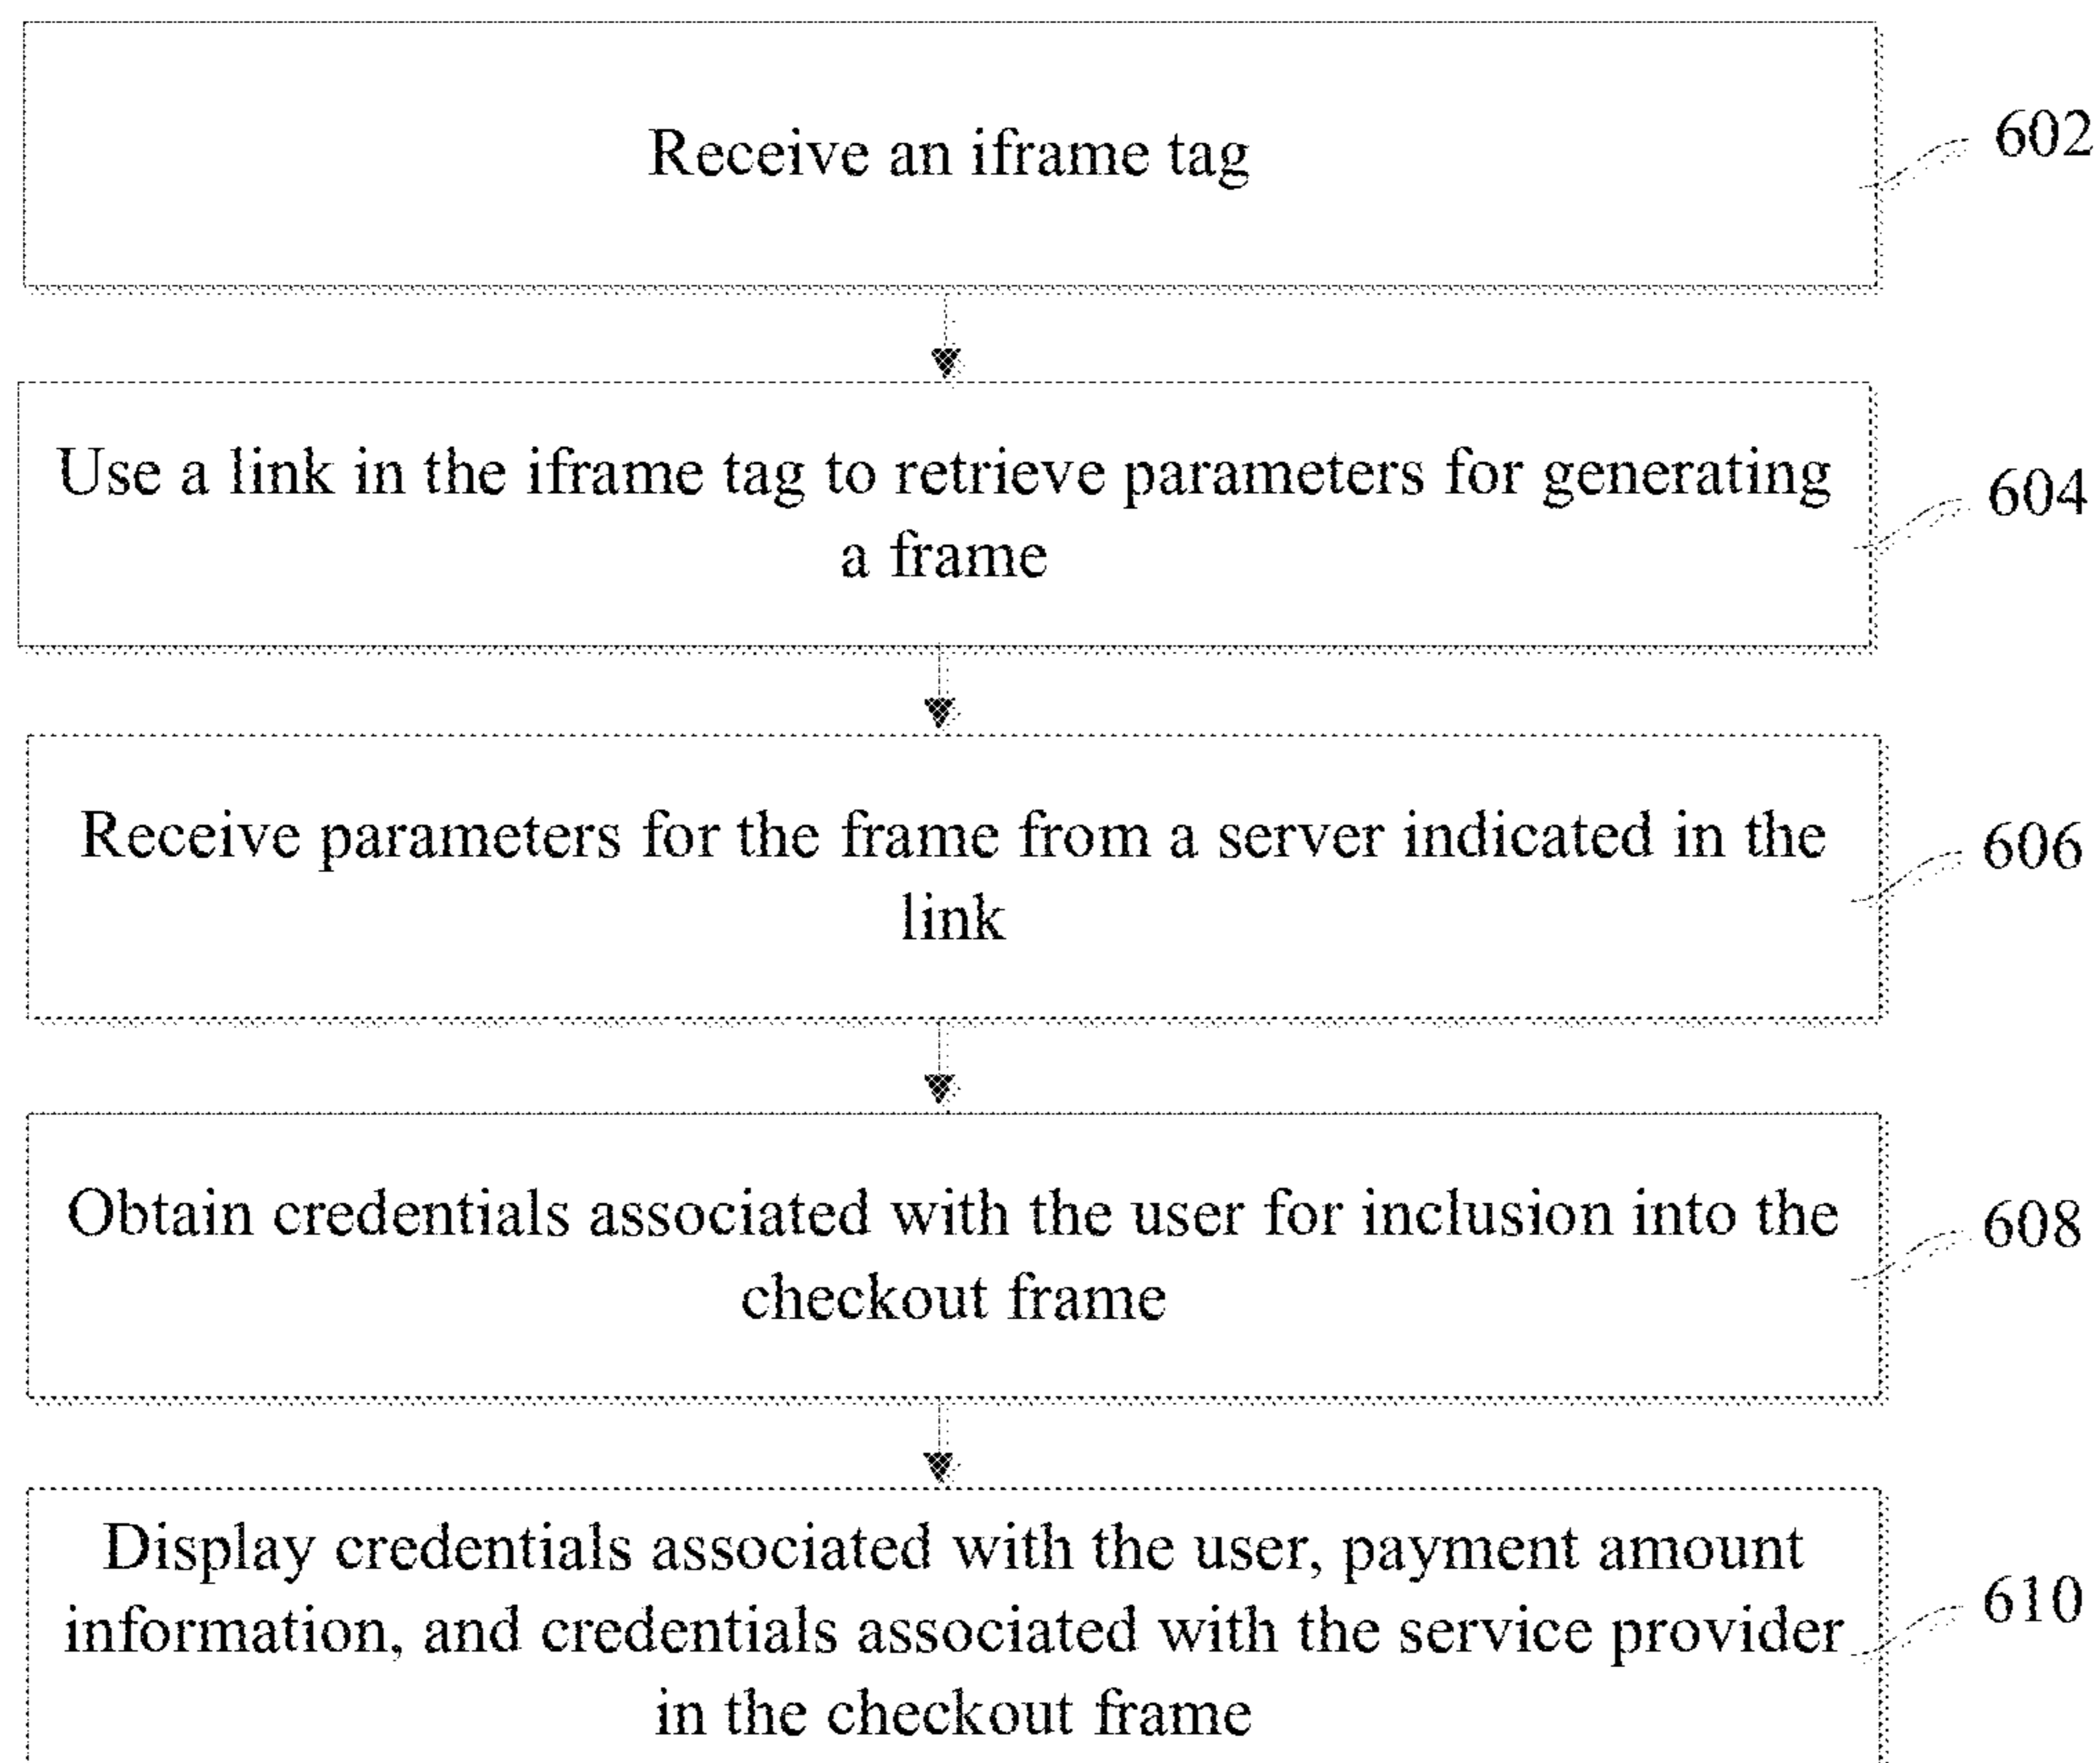 Receive an iframe tag
602
Use a link in the iframe tag to retrieve parameters for generating
a frame
604
Receive parameters for the frame from a server indicated in the
link
606
Obtain credentials associated with the user for inclusion into the
checkout frame
608
Display credentials associated with the user, payment amount
information, and credentials associated with the service provider
in the checkout frame
610